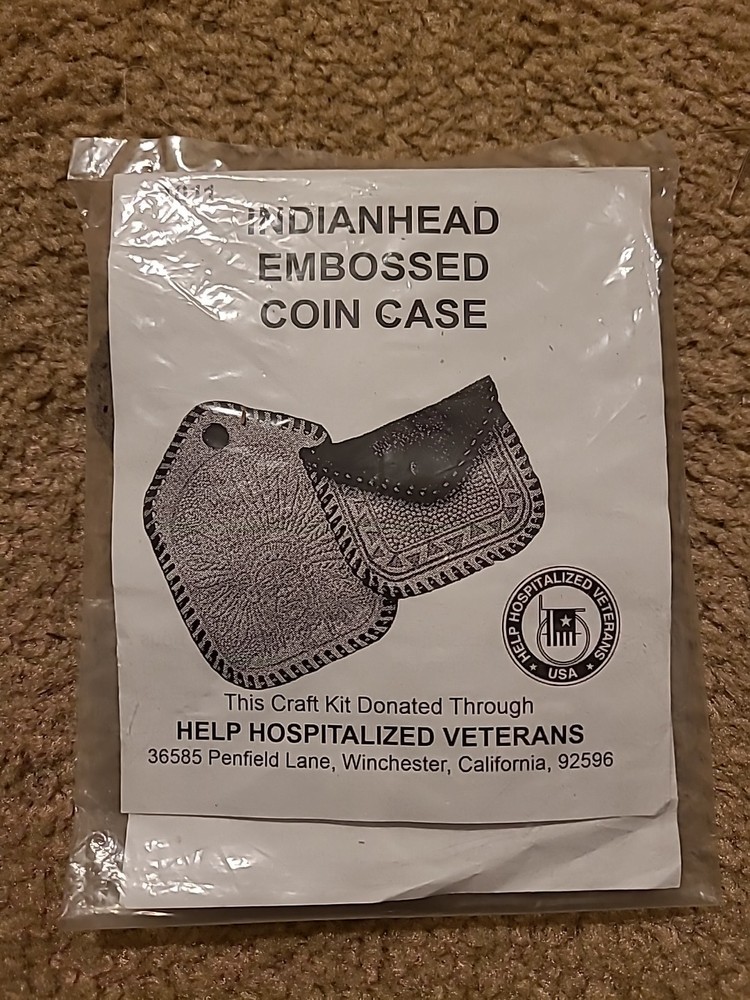 INDIANHEAD
EMBOSSED
COIN CASE
HELP HOSPITALIZED VETERANS
USA
This Craft Kit Donated Through
HELP HOSPITALIZED VETERANS
36585 Penfield Lane, Winchester, California, 92596